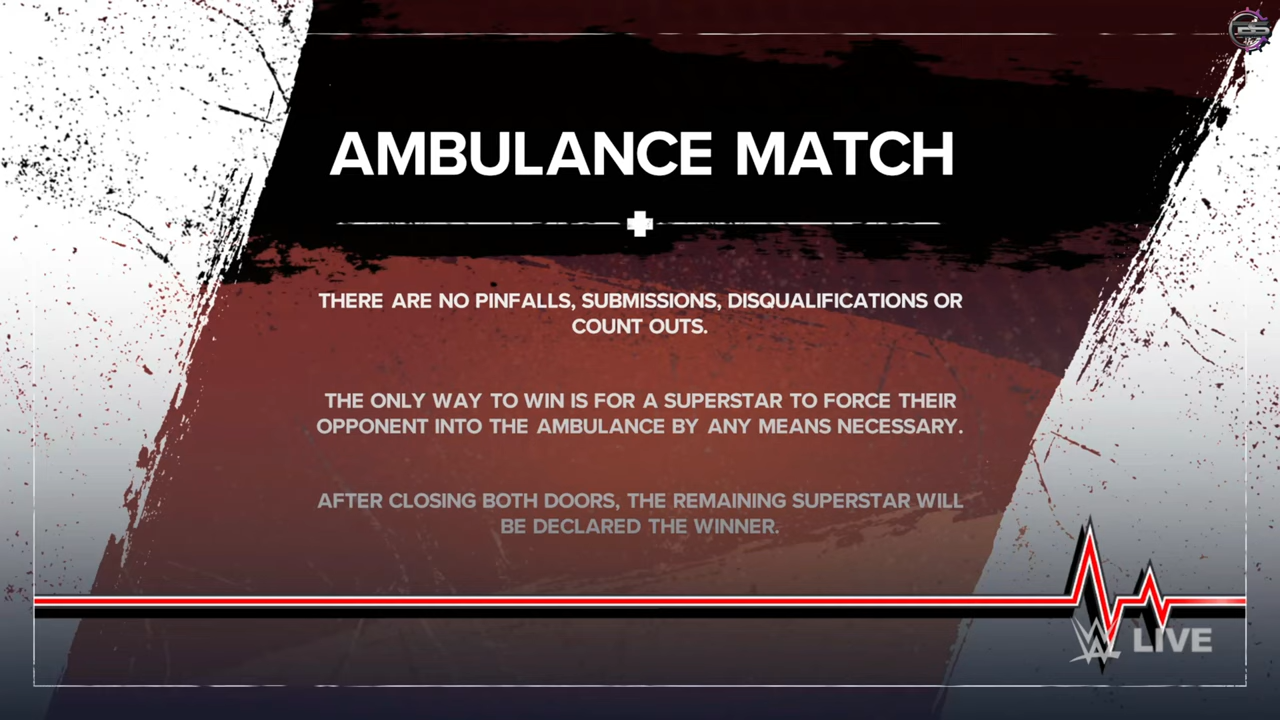 AMBULANCE MATCH
THERE ARE NO PINFALLS, SUBMISSIONS, DISQUALIFICATIONS OR
COUNT OUTS.
THE ONLY WAY TO WIN IS FOR A SUPERSTAR TO FORCE THEIR
OPPONENT INTO THE AMBULANCE BY ANY MEANS NECESSARY.
AFTER CLOSING BOTH DOORS, THE REMAINING SUPERSTAR WILL
BE DECLARED THE WINNER.
LIVE